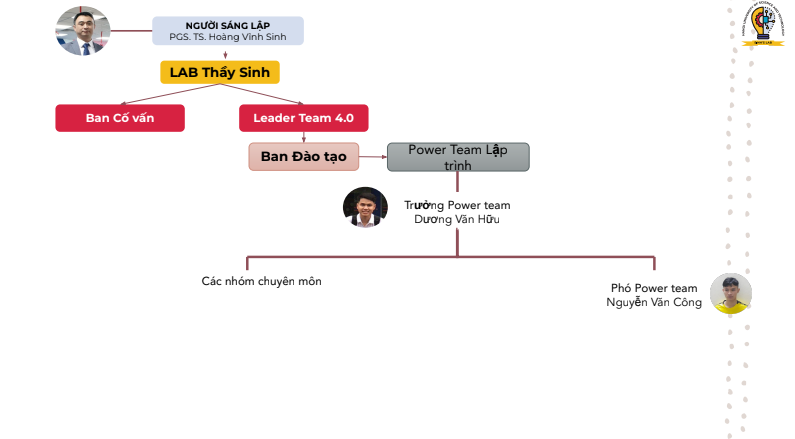 NGƯỜI SÁNG LẬP
PGS. TS. Hoàng Vĩnh Sinh
LAB Thầy Sinh
Ban Cố vấn
Leader Team 4.0
Ban Đào tạo
Power Team Lập
trình
Trưởng Power team
Dương Văn Hữu
Các nhóm chuyên môn
Phó Power team
Nguyễn Văn Công